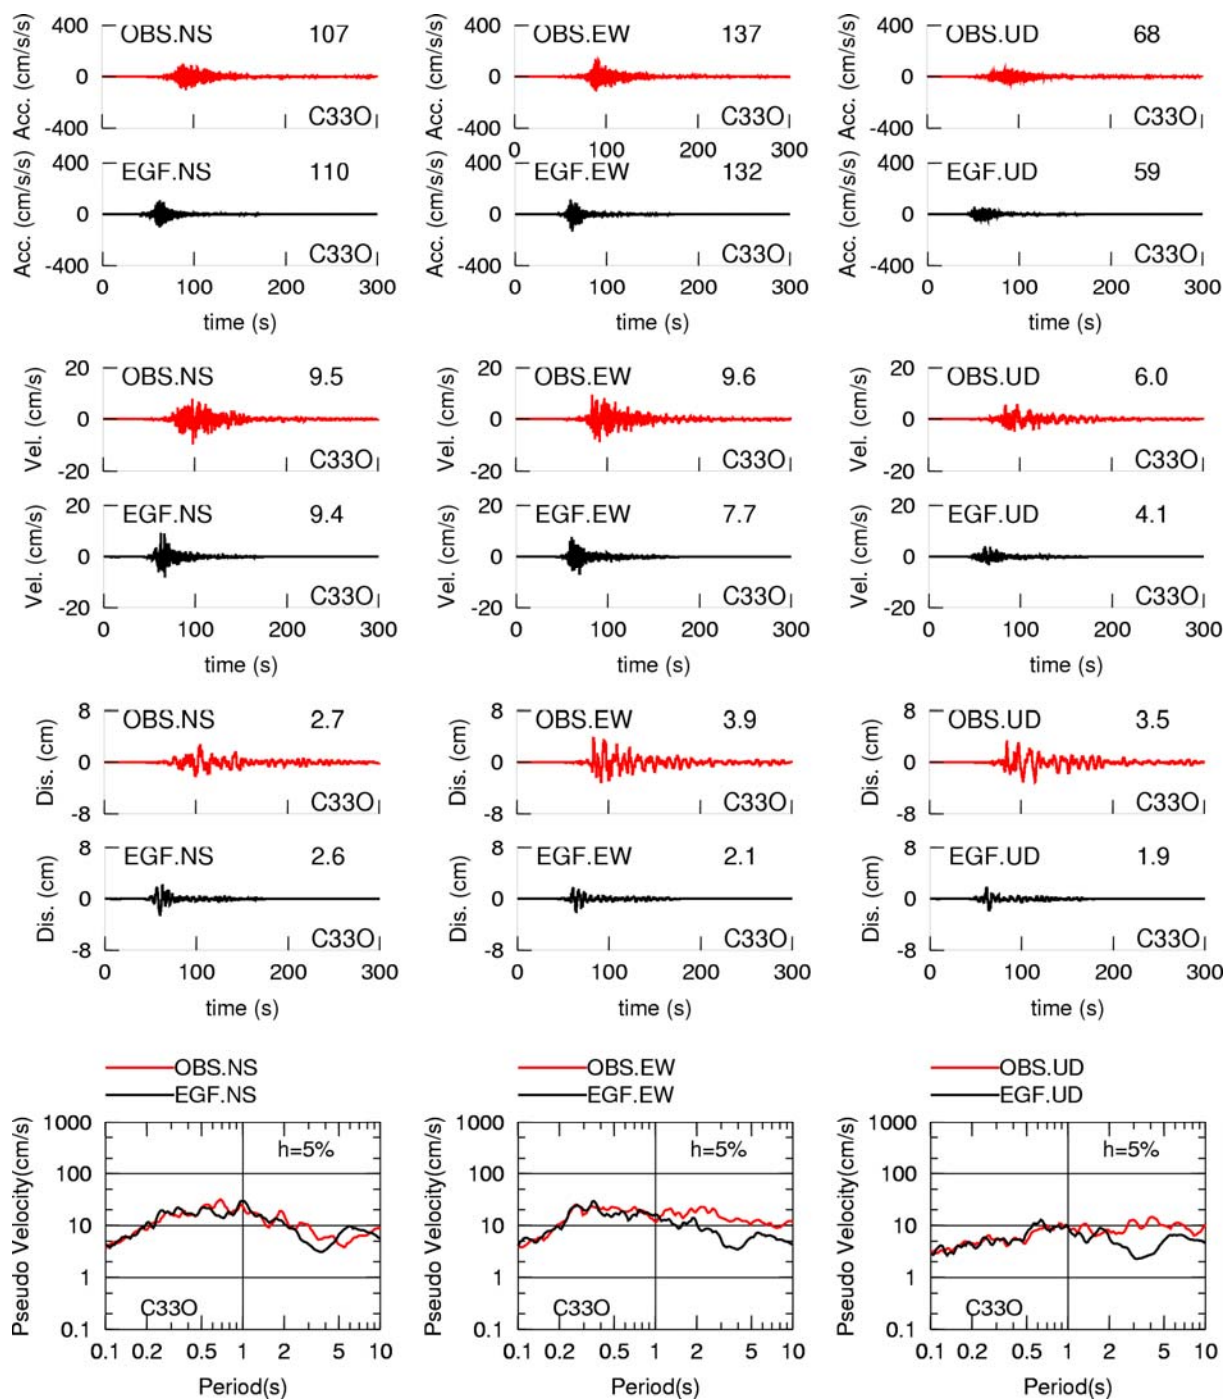 400 OBS.NS 107
0
-400 C33O
Acc. (cm/s/s)
400 EGF.NS 110
0
-400 C33O
Acc. (cm/s/s)
0 100 200 300
time (s)
400 OBS.EW 137
0
-400 C33O
Acc. (cm/s/s)
0 100 200 300
400 EGF.EW 132
0
-400 C33O
Acc. (cm/s/s)
0 100 200 300
time (s)
400 OBS.UD 68
0
-400 C33O
Acc. (cm/s/s)
400 EGF.UD 59
0
-400 C33O
Acc. (cm/s/s)
0 100 200 300
time (s)
20 OBS.NS 9.5
0
-20 C33O
Vel. (cm/s)
20 EGF.NS 9.4
0
-20 C33O
Vel. (cm/s)
0 100 200 300
time (s)
20 OBS.EW 9.6
0
-20 C33O
Vel. (cm/s)
20 EGF.EW 7.7
0
-20 C33O
Vel. (cm/s)
0 100 200 300
time (s)
20 OBS.UD 6.0
0
-20 C33O
Vel. (cm/s)
20 EGF.UD 4.1
0
-20 C33O
Vel. (cm/s)
0 100 200 300
time (s)
8 OBS.NS 2.7
0
-8 C33O
Dis. (cm)
8 EGF.NS 2.6
0
-8 C33O
Dis. (cm)
0 100 200 300
time (s)
8 OBS.EW 3.9
0
-8 C33O
Dis. (cm)
8 EGF.EW 2.1
0
-8 C33O
Dis. (cm)
0 100 200 300
time (s)
8 OBS.UD 3.5
0
-8 C33O
Dis. (cm)
8 EGF.UD 1.9
0
-8 C33O
Dis. (cm)
0 100 200 300
time (s)
OBS.NS
EGF.NS
1000
h=5%
100
10
1
C33O
0.1
Pseudo Velocity(cm/s)
0.1 0.2 0.5 1 2 5 10
Period(s)
OBS.EW
EGF.EW
1000
h=5%
100
10
1
C33O
0.1
Pseudo Velocity(cm/s)
0.1 0.2 0.5 1 2 5 10
Period(s)
OBS.UD
EGF.UD
1000
h=5%
100
10
1
C33O
0.1
Pseudo Velocity(cm/s)
0.1 0.2 0.5 1 2 5 10
Period(s)